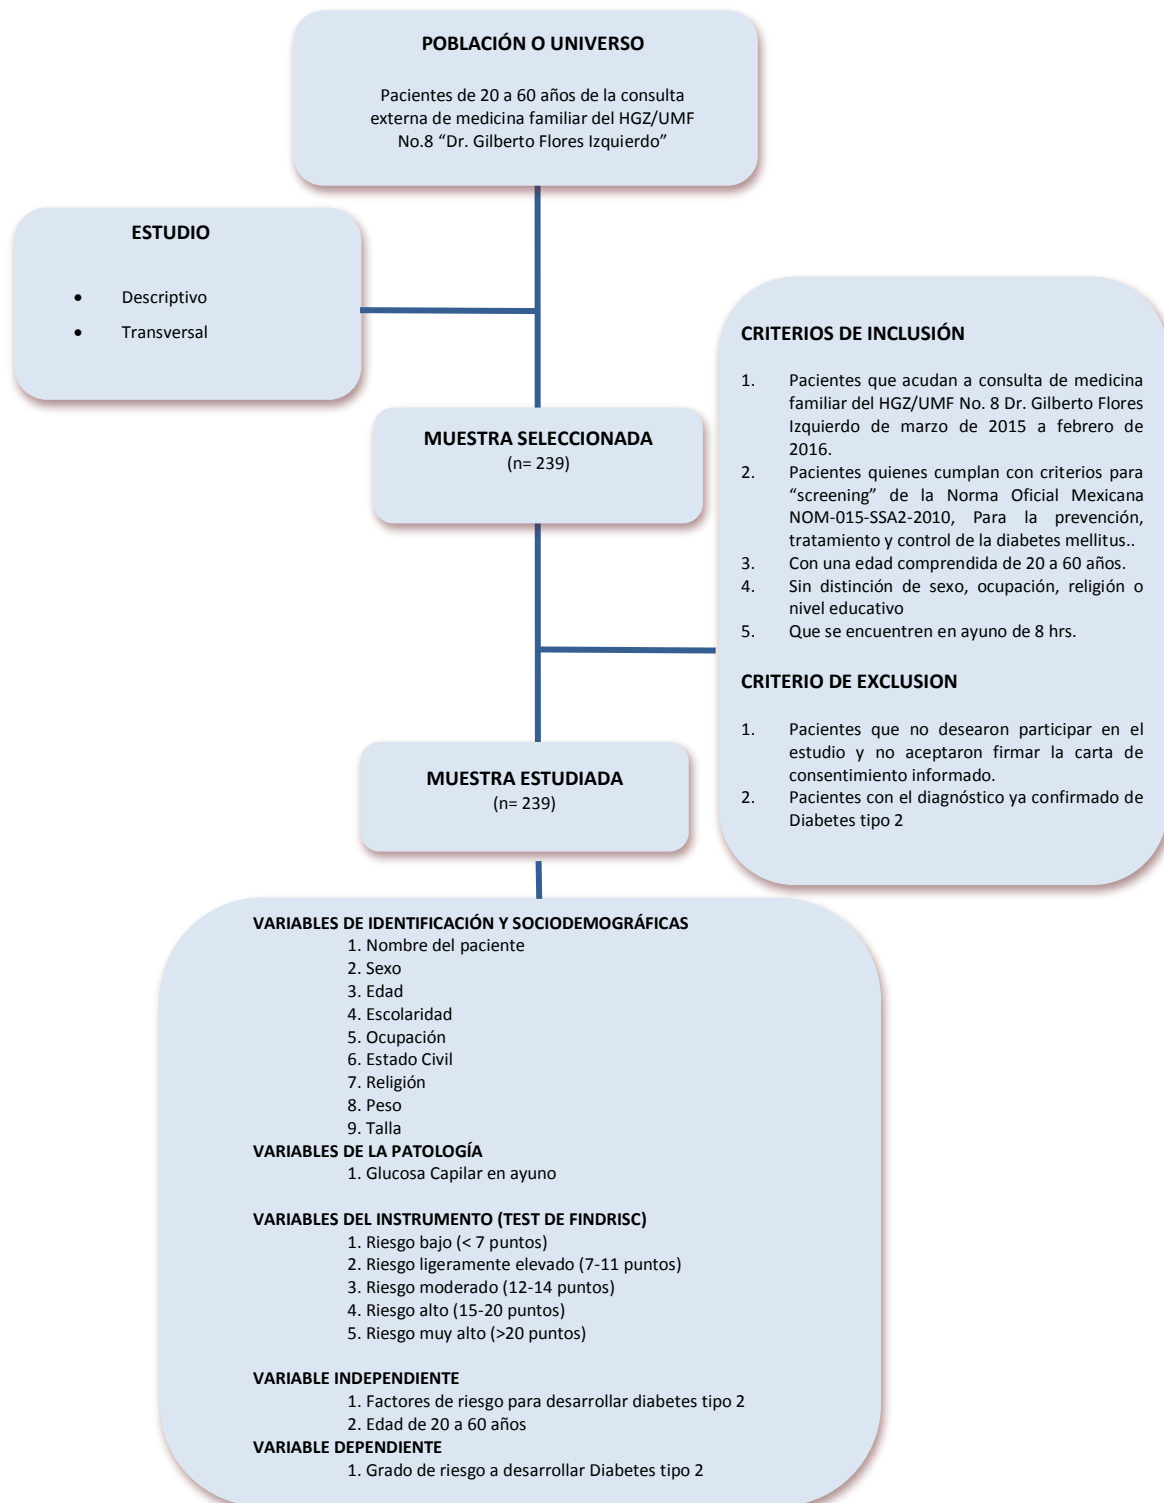 POBLACIÓN O UNIVERSO
Pacientes de 20 a 60 años de la consulta
externa de medicina familiar del HGZ/UMF
No.8 “Dr. Gilberto Flores Izquierdo”
ESTUDIO
• Descriptivo
• Transversal
MUESTRA SELECCIONADA
(n= 239)
CRITERIOS DE INCLUSIÓN
1. Pacientes que acudan a consulta de medicina
familiar del HGZ/UMF No. 8 Dr. Gilberto Flores
Izquierdo de marzo de 2015 a febrero de
2016.
2. Pacientes quienes cumplan con criterios para
“screening” de la Norma Oficial Mexicana
NOM-015-SSA2-2010, Para la prevención,
tratamiento y control de la diabetes mellitus..
3. Con una edad comprendida de 20 a 60 años.
4. Sin distinción de sexo, ocupación, religión o
nivel educativo
5. Que se encuentren en ayuno de 8 hrs.
CRITERIO DE EXCLUSION
1. Pacientes que no desearon participar en el
estudio y no aceptaron firmar la carta de
consentimiento informado.
2. Pacientes con el diagnóstico ya confirmado de
Diabetes tipo 2
MUESTRA ESTUDIADA
(n= 239)
VARIABLES DE IDENTIFICACIÓN Y SOCIODEMOGRÁFICAS
1. Nombre del paciente
2. Sexo
3. Edad
4. Escolaridad
5. Ocupación
6. Estado Civil
7. Religión
8. Peso
9. Talla
VARIABLES DE LA PATOLOGÍA
1. Glucosa Capilar en ayuno
VARIABLES DEL INSTRUMENTO (TEST DE FINDRISC)
1. Riesgo bajo (< 7 puntos)
2. Riesgo ligeramente elevado (7-11 puntos)
3. Riesgo moderado (12-14 puntos)
4. Riesgo alto (15-20 puntos)
5. Riesgo muy alto (>20 puntos)
VARIABLE INDEPENDIENTE
1. Factores de riesgo para desarrollar diabetes tipo 2
2. Edad de 20 a 60 años
VARIABLE DEPENDIENTE
1. Grado de riesgo a desarrollar Diabetes tipo 2